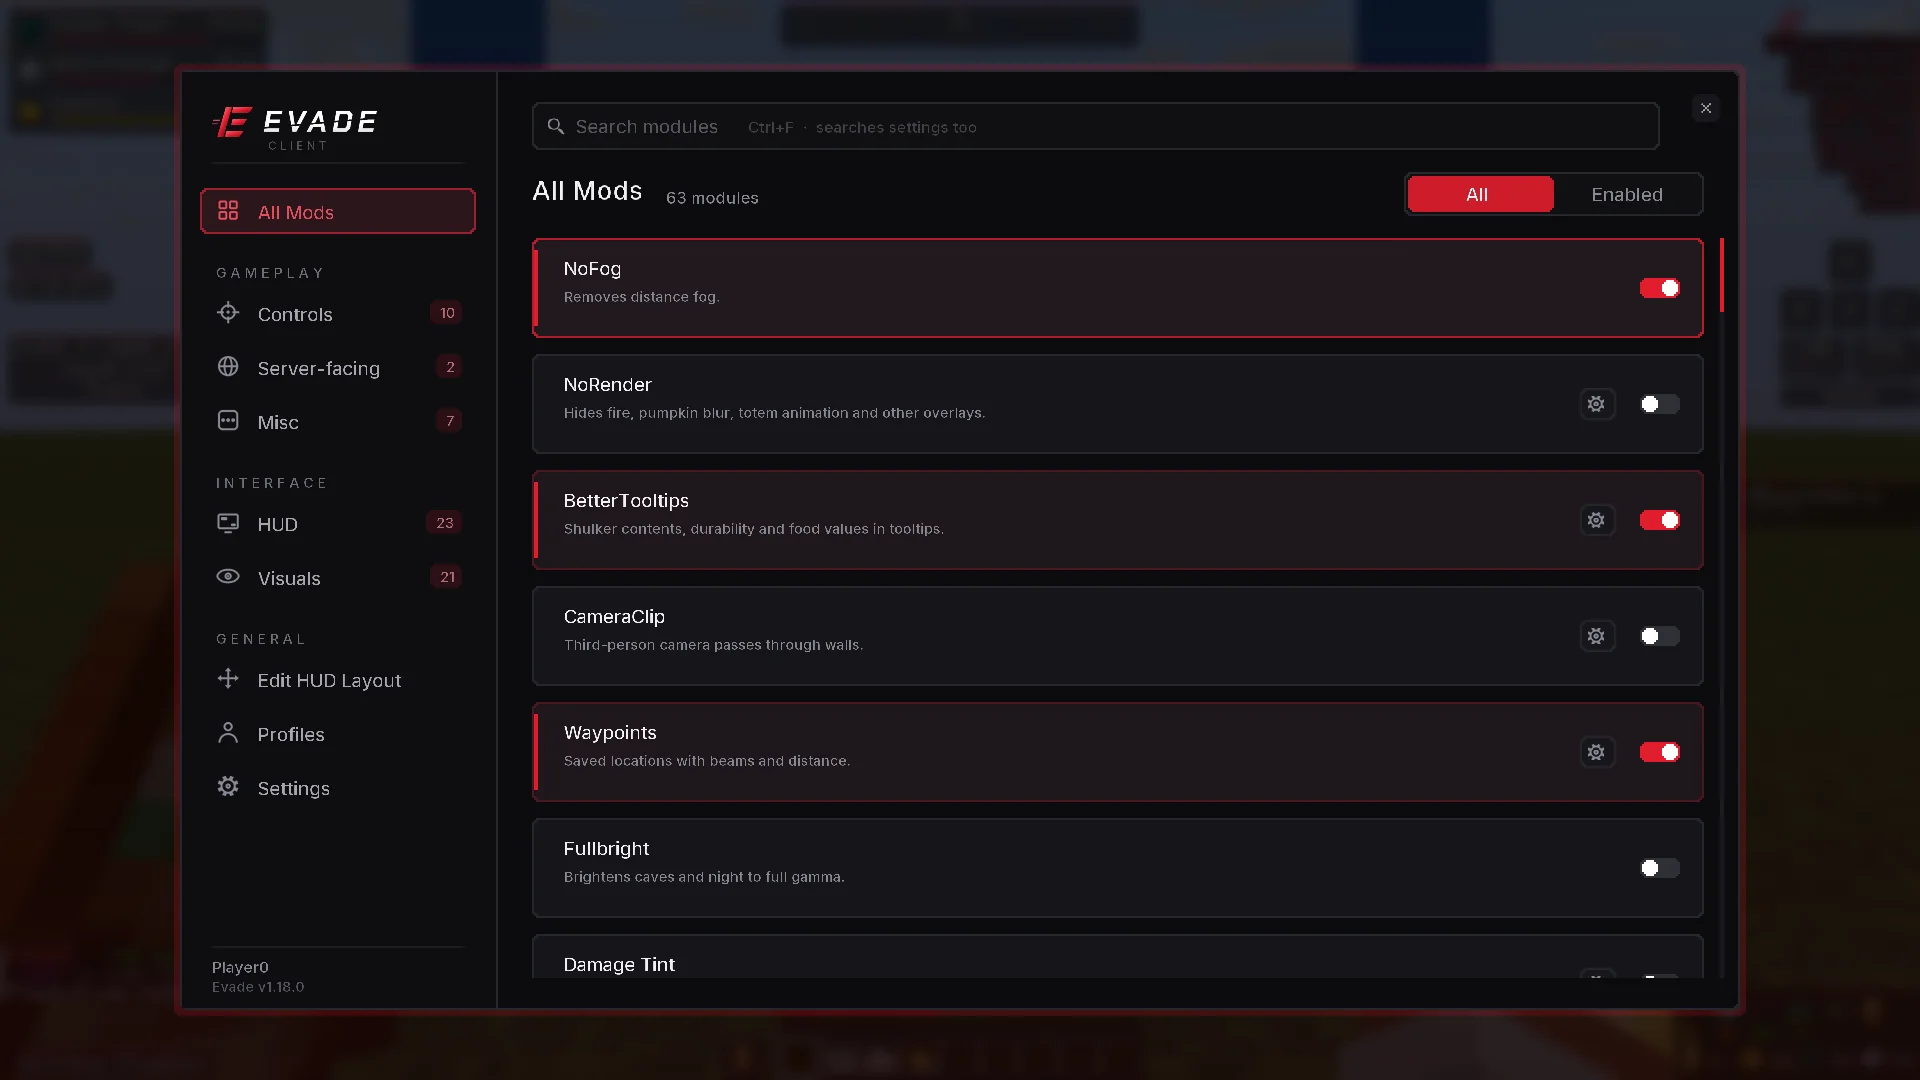 EVADE
CLIENT
Search modules Ctrl+F · searches settings too
All Mods 63 modules
All Enabled
All Mods
GAMEPLAY
Controls 10
Server-facing 2
Misc 7
INTERFACE
HUD 23
Visuals 21
GENERAL
Edit HUD Layout
Profiles
Settings
Player0
Evade v1.18.0
NoFog
Removes distance fog.
NoRender
Hides fire, pumpkin blur, totem animation and other overlays.
BetterTooltips
Shulker contents, durability and food values in tooltips.
CameraClip
Third-person camera passes through walls.
Waypoints
Saved locations with beams and distance.
Fullbright
Brightens caves and night to full gamma.
Damage Tint